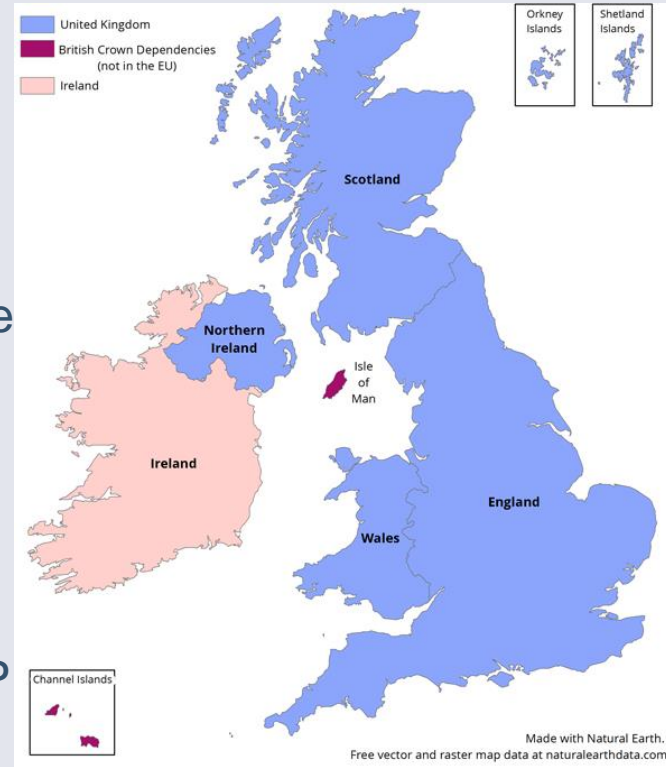 United Kingdom
British Crown Dependencies
(not in the EU)
Ireland
Orkney
Islands
Shetland
Islands
Scotland
e
Northern
Ireland
Isle
of
Man
Ireland
England
Wales
Channel Islands
Made with Natural Earth.
Free vector and raster map data at naturalearthdata.com